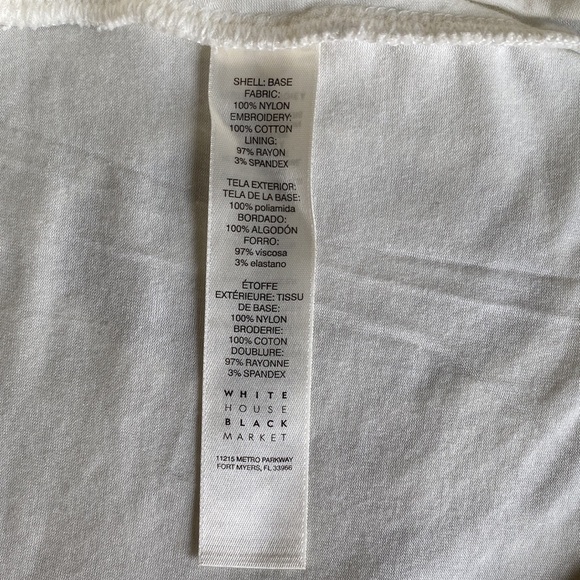 SHELL: BASE
FABRIC:
100% NYLON
EMBROIDERY:
100% COTTON
LINING:
97% RAYON
3% SPANDEX
TELA EXTERIOR:
TELA DE LA BASE:
100% poliamida
BORDADO:
100% ALGODÓN
FORRO:
97% viscosa
3% elastano
ÉTOFFE
EXTÉRIEURE: TISSU
DE BASE:
100% NYLON
BRODERIE:
100% COTON
DOUBLURE:
97% RAYONNE
3% SPANDEX
WHITE
HOUSE
BLACK
MARKET
11215 METRO PARKWAY
FORT MYERS, FL 33966